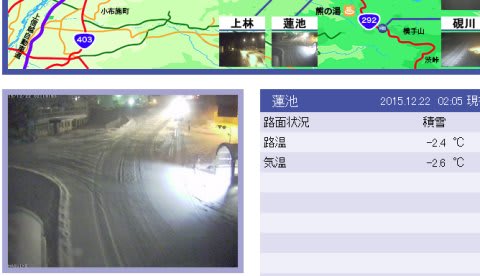 小布施町
上林
蓮池
熊の湯
292
横手山
硯川
403
上信越自動車道
渋峠
蓮池 2015.12.22 02:05 現
路面状況 積雪
路温 -2.4 ℃
気温 -2.6 ℃